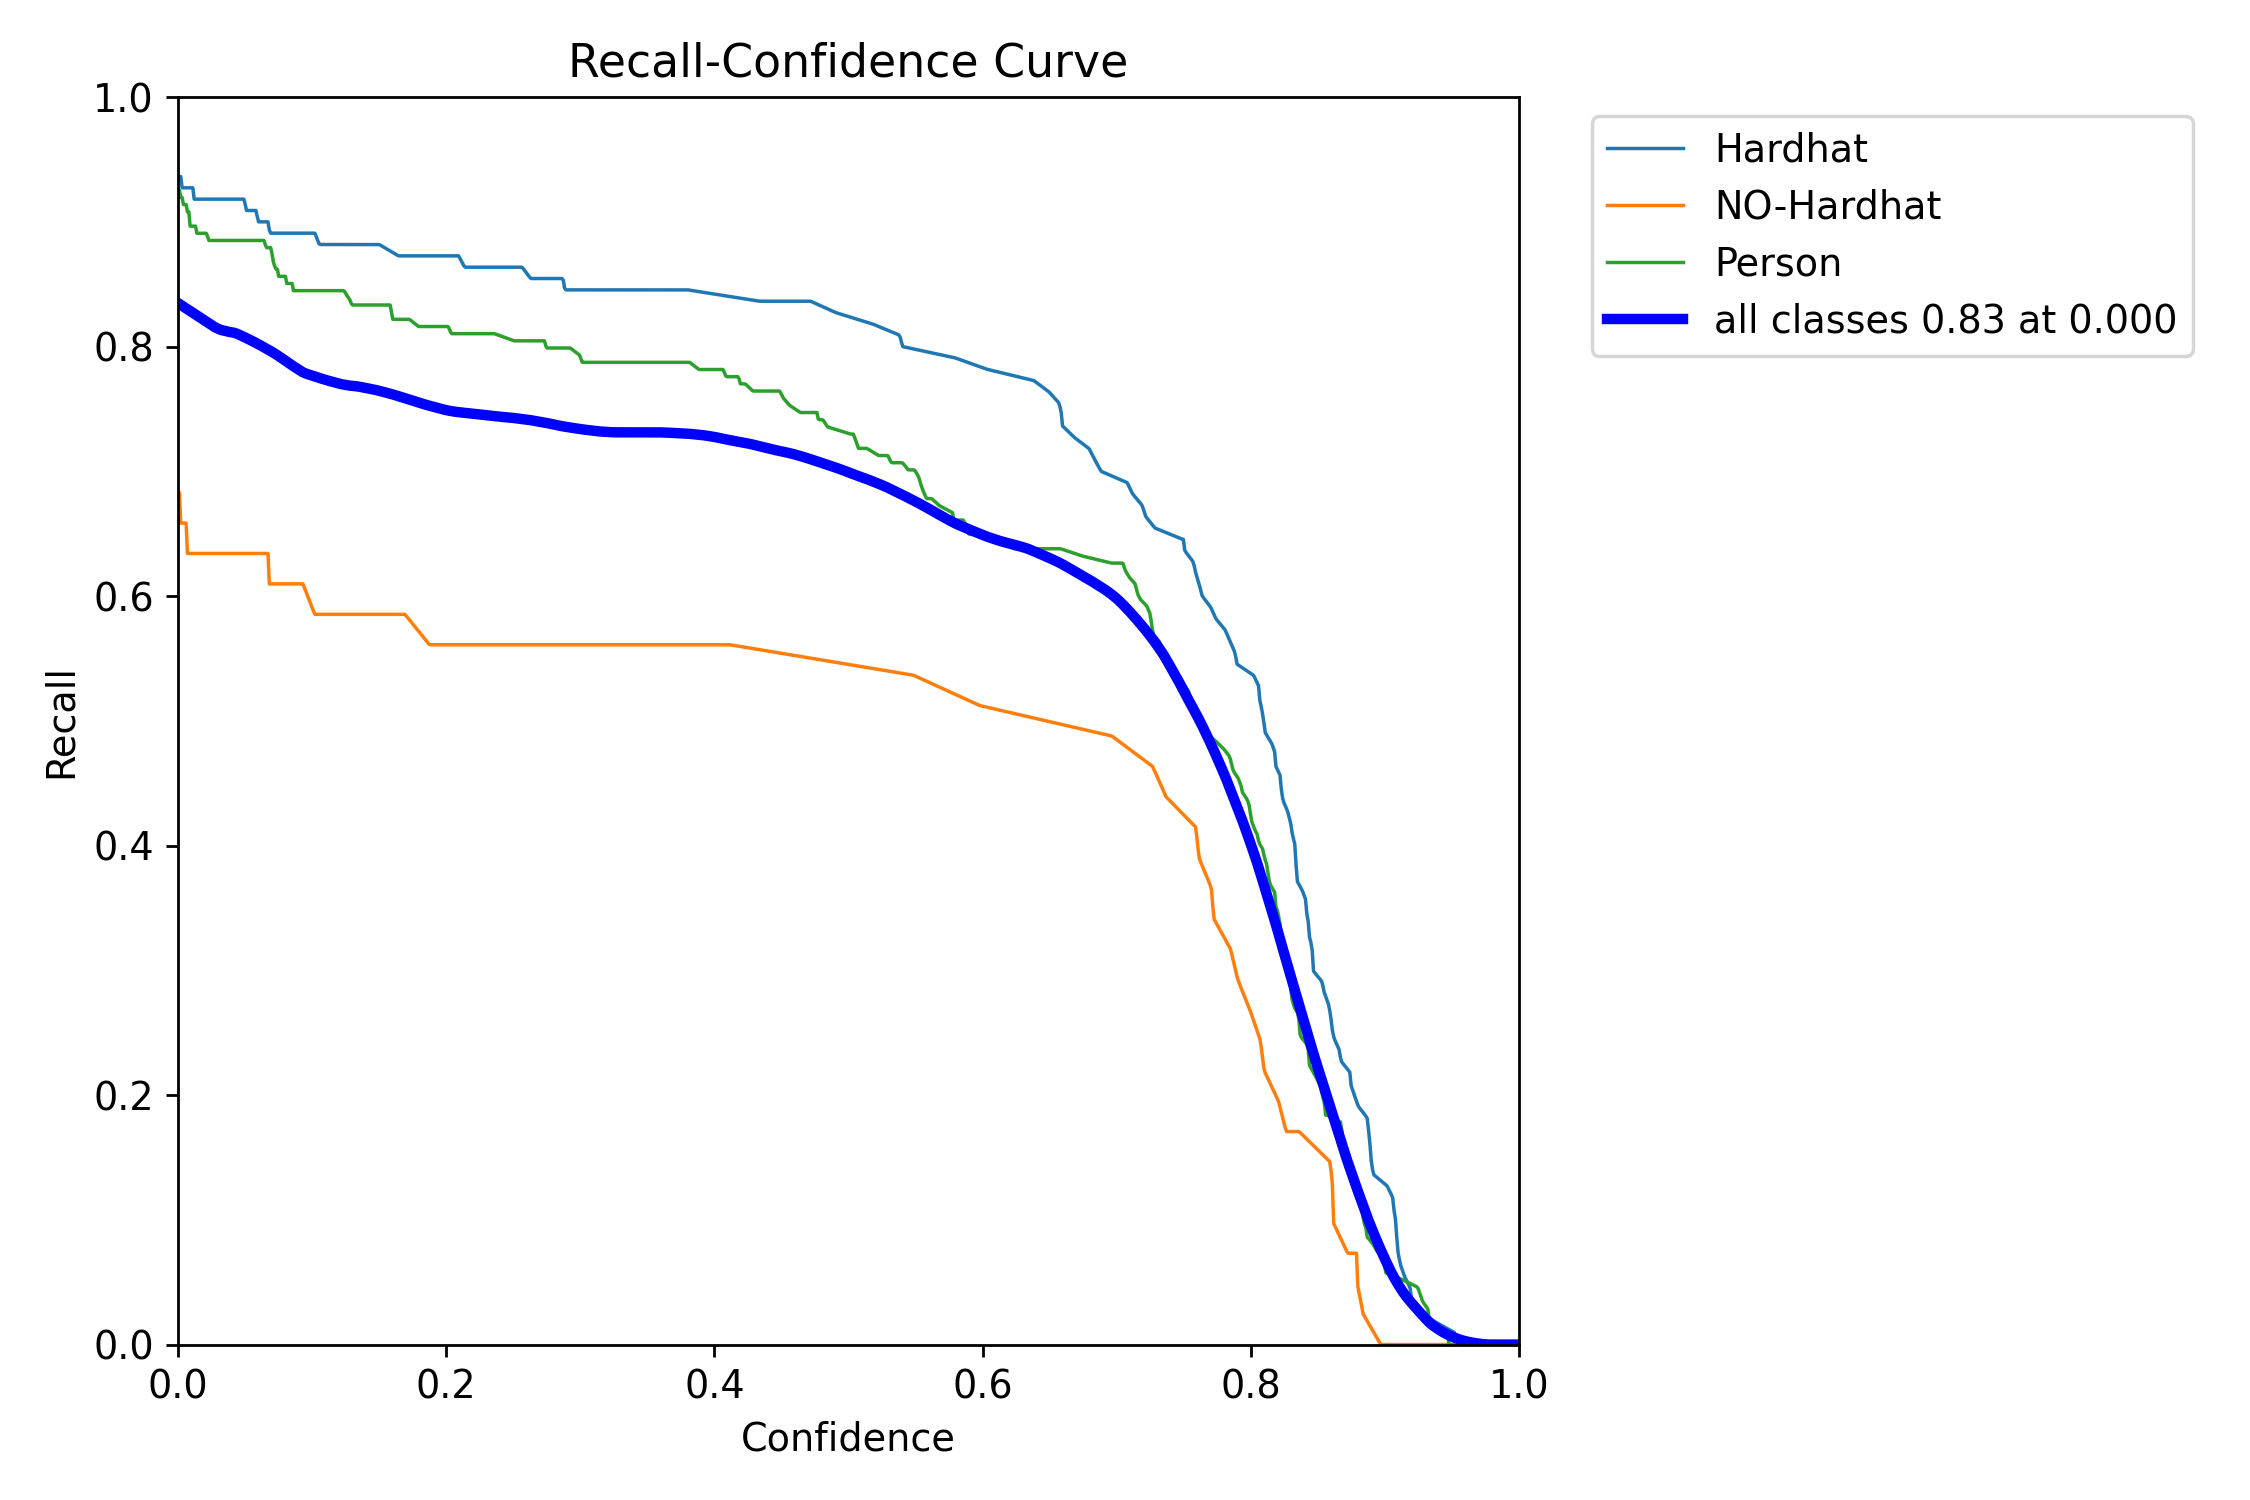 Recall-Confidence Curve
1.0
0.8
0.6
0.4
0.2
0.0
Recall
0.0 0.2 0.4 0.6 0.8 1.0
Confidence
Hardhat
NO-Hardhat
Person
all classes 0.83 at 0.000